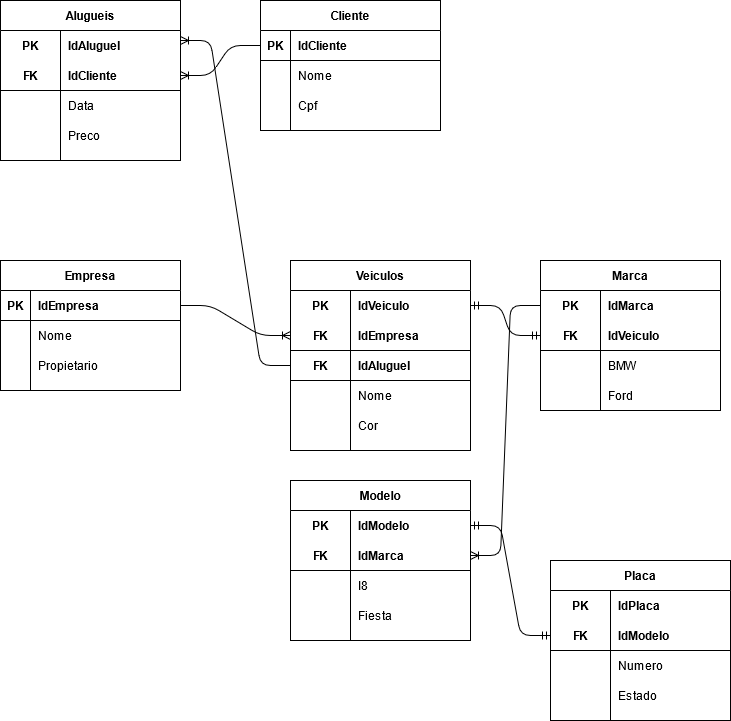 Alugueis
PK IdAluguel
FK IdCliente
Data
Preco
Cliente
PK IdCliente
Nome
Cpf
Empresa
PK IdEmpresa
Nome
Propietario
Veiculos
PK IdVeiculo
FK IdEmpresa
FK IdAluguel
Nome
Cor
Marca
PK IdMarca
FK IdVeiculo
BMW
Ford
Modelo
PK IdModelo
FK IdMarca
I8
Fiesta
Placa
PK IdPlaca
FK IdModelo
Numero
Estado